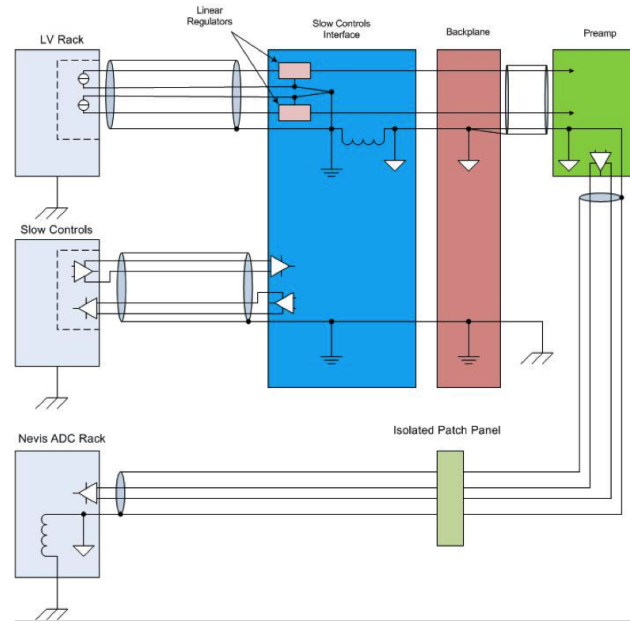 Linear
Regulators
LV Rack
Slow Controls
Interface
Backplane
Preamp
Slow Controls
Nevis ADC Rack
Isolated Patch Panel